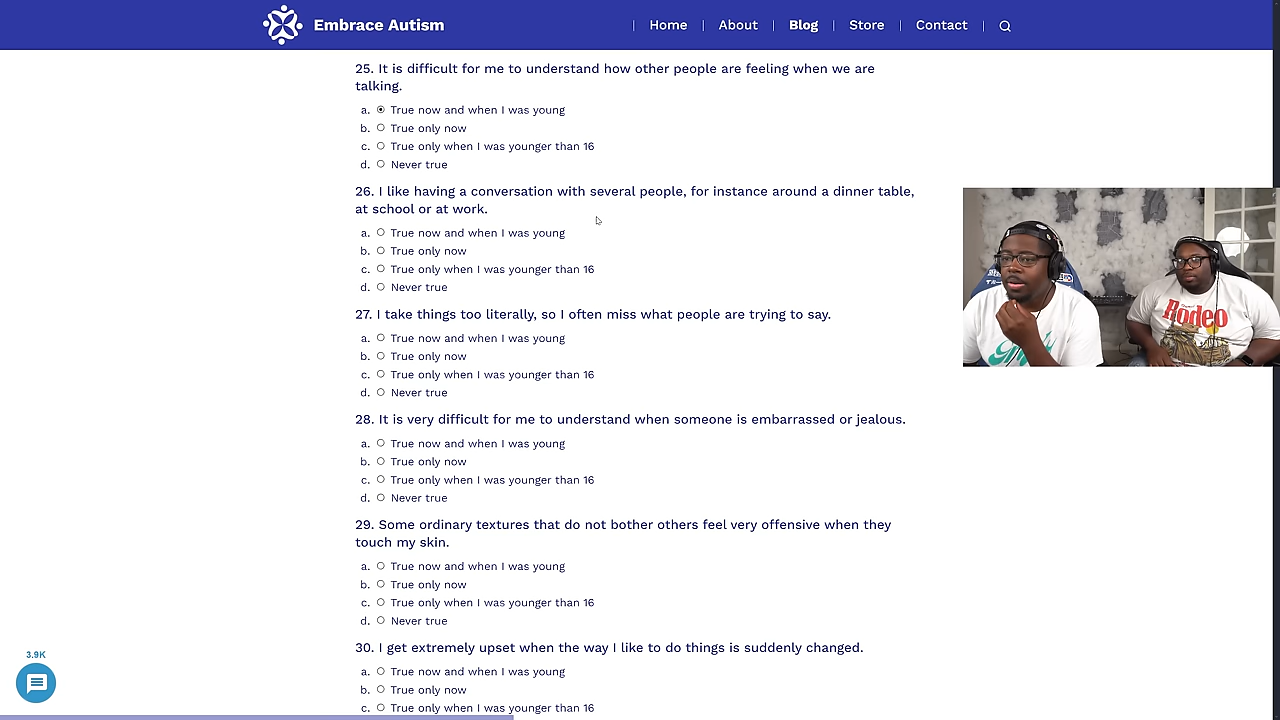 Embrace Autism
Home
About
Blog
Store
Contact
25. It is difficult for me to understand how other people are feeling when we are
talking.
a. True now and when I was young
b. True only now
c. True only when I was younger than 16
d. Never true
26. I like having a conversation with several people, for instance around a dinner table,
at school or at work.
a. True now and when I was young
b. True only now
c. True only when I was younger than 16
d. Never true
27. I take things too literally, so I often miss what people are trying to say.
a. True now and when I was young
b. True only now
c. True only when I was younger than 16
d. Never true
28. It is very difficult for me to understand when someone is embarrassed or jealous.
a. True now and when I was young
b. True only now
c. True only when I was younger than 16
d. Never true
29. Some ordinary textures that do not bother others feel very offensive when they
touch my skin.
a. True now and when I was young
b. True only now
c. True only when I was younger than 16
d. Never true
30. I get extremely upset when the way I like to do things is suddenly changed.
a. True now and when I was young
b. True only now
c. True only when I was younger than 16
3.9K
Rodeo